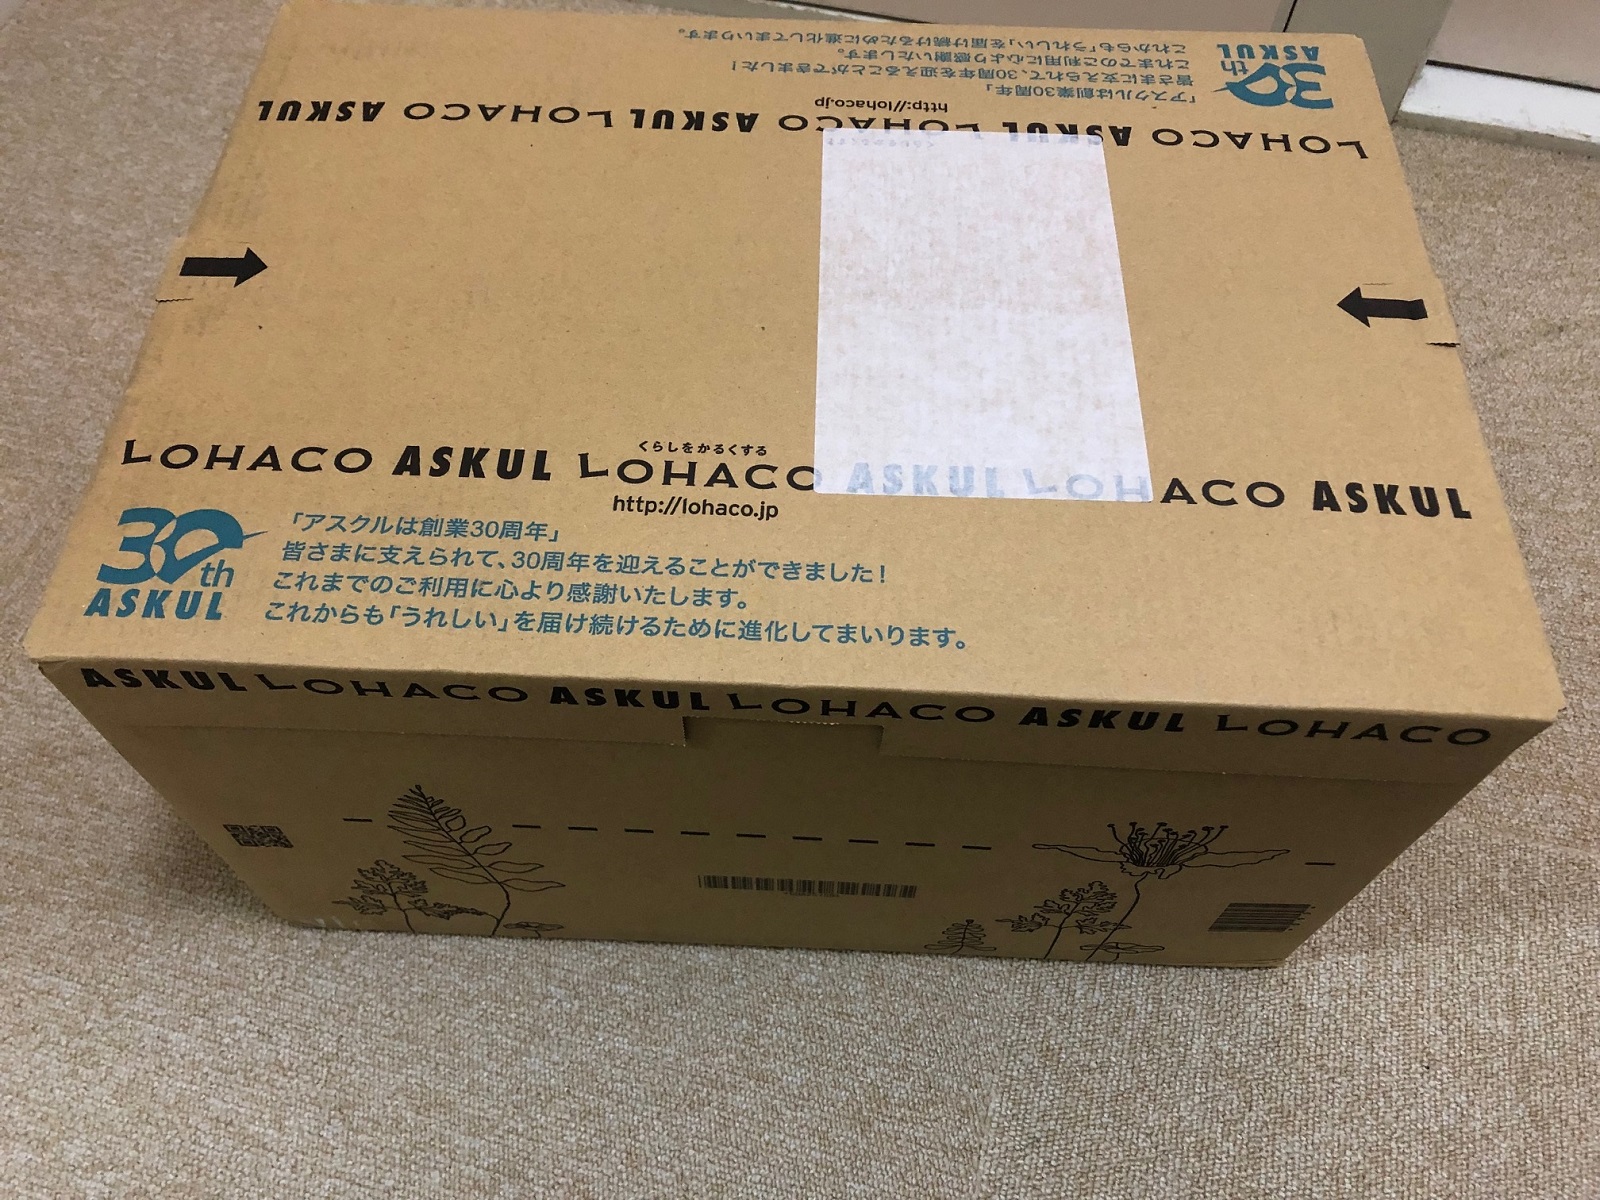 これからも「うれしい」を届け続けるために進化してまいります。
これまでのご利用に心より感謝いたします。
皆さまに支えられて、30周年を迎えることができました!
「アスクルは創業30周年」
30th
ASKUL
http://lohaco.jp
LOHACO ASKUL LOHACO ASKUL LOHACO ASKUL
くらしをかるくする
LOHACO ASKUL LOHACO ASKUL LOHACO ASKUL
http://lohaco.jp
30th
ASKUL
「アスクルは創業30周年」
皆さまに支えられて、30周年を迎えることができました!
これまでのご利用に心より感謝いたします。
これからも「うれしい」を届け続けるために進化してまいります。
ASKUL LOHACO ASKUL LOHACO ASKUL LOHACO